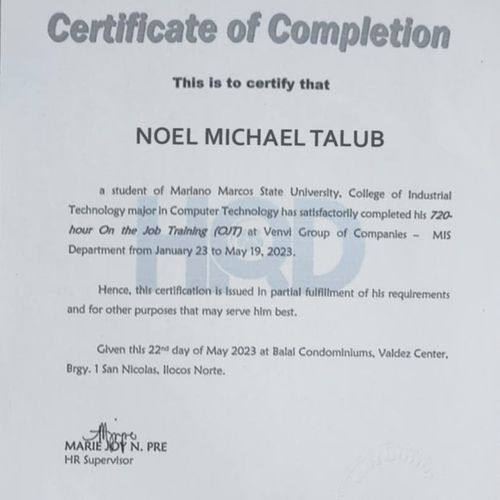 Certificate of Completion
This is to certify that
NOEL MICHAEL TALUB
a student of Mariano Marcos State University, College of Industrial
Technology major in Computer Technology has satisfactorily completed his 720-
hour On the Job Training (OJT) at Venvi Group of Companies – MIS
Department from January 23 to May 19, 2023.
Hence, this certification is issued in partial fulfillment of his requirements
and for other purposes that may serve him best.
Given this 22nd day of May 2023 at Balai Condominiums, Valdez Center,
Brgy. 1 San Nicolas, Ilocos Norte.
MARIE JOY N. PRE
HR Supervisor